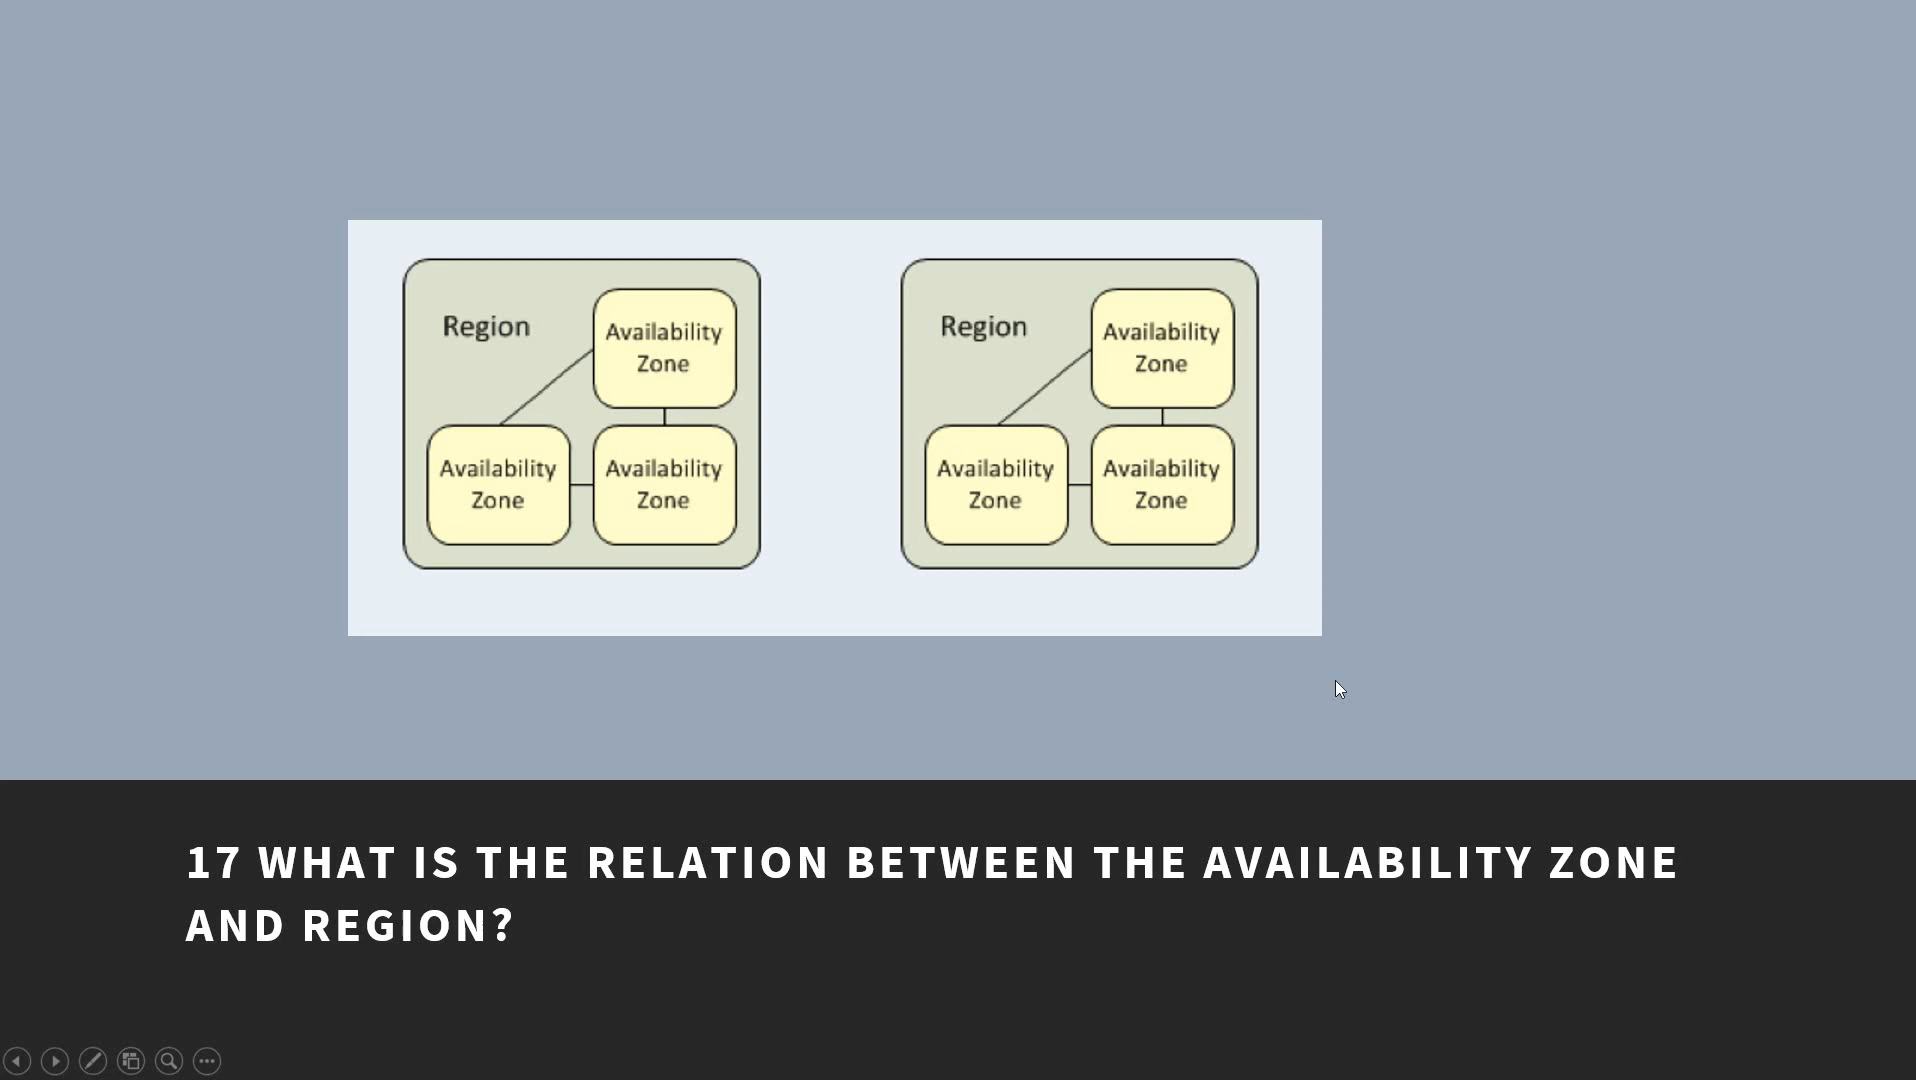 Region
Availability
Zone
Availability
Zone
Availability
Zone
Region
Availability
Zone
Availability
Zone
Availability
Zone
17 WHAT IS THE RELATION BETWEEN THE AVAILABILITY ZONE
AND REGION?